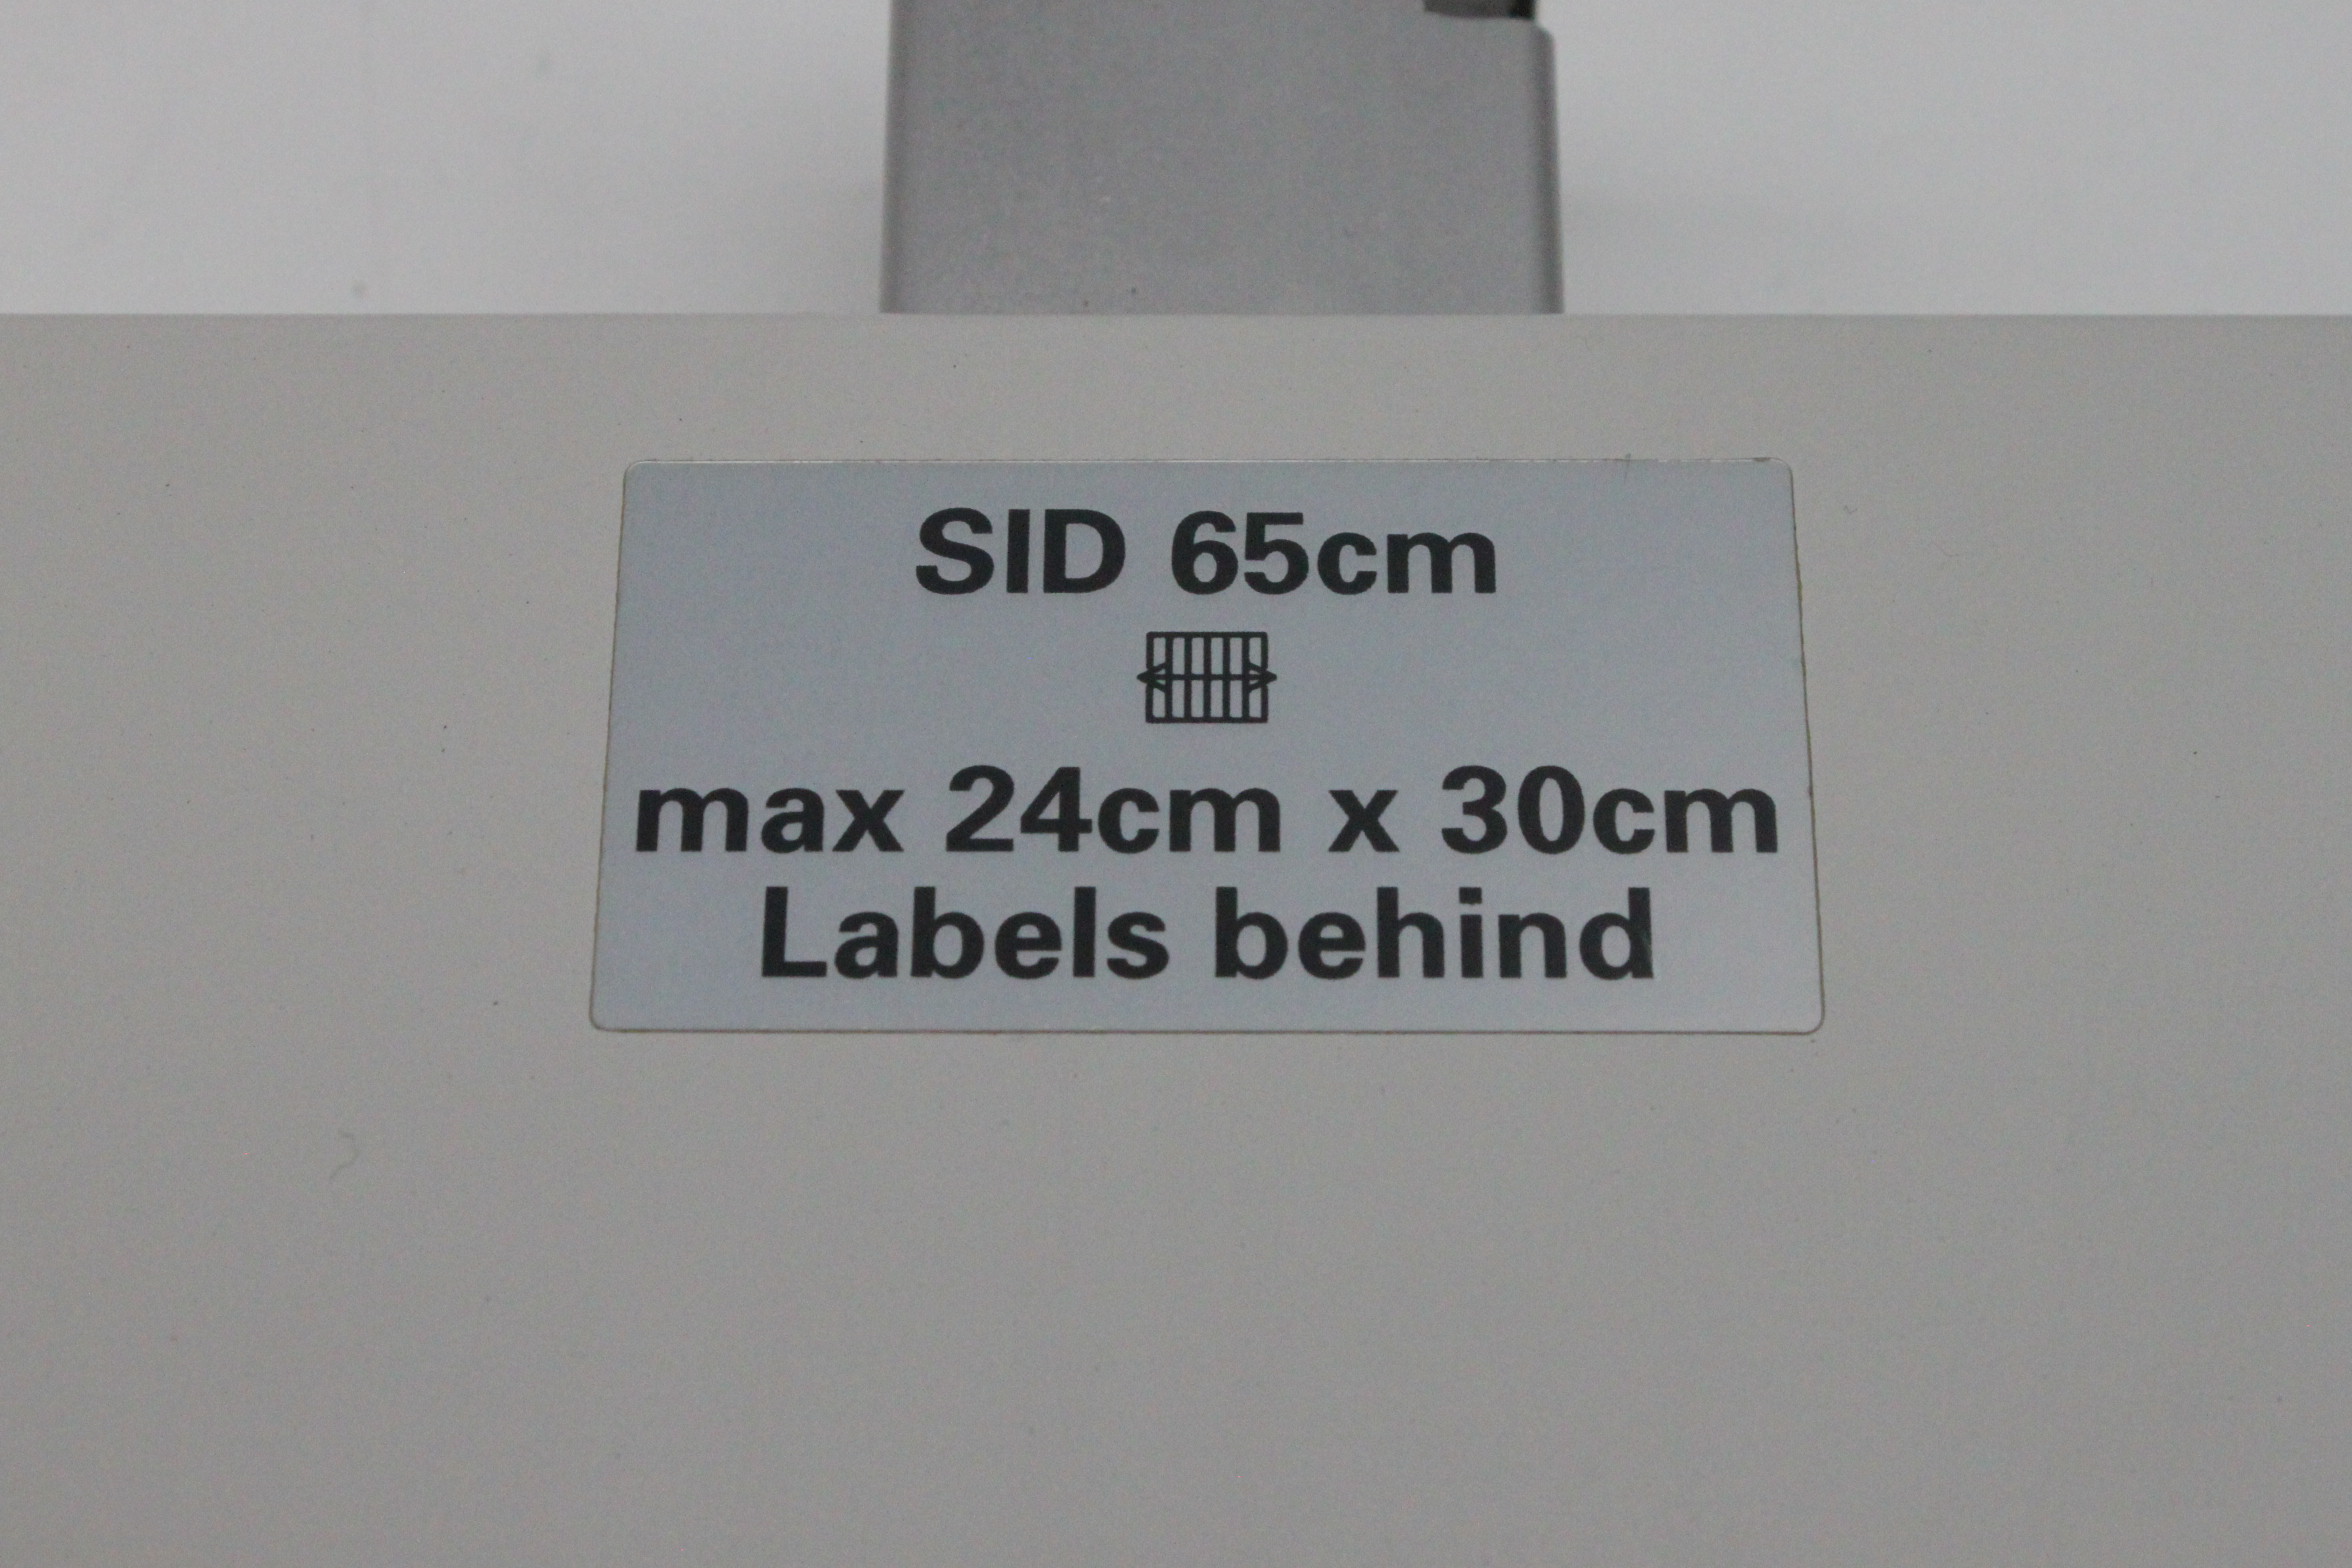 SID 65cm
max 24cm x 30cm
Labels behind